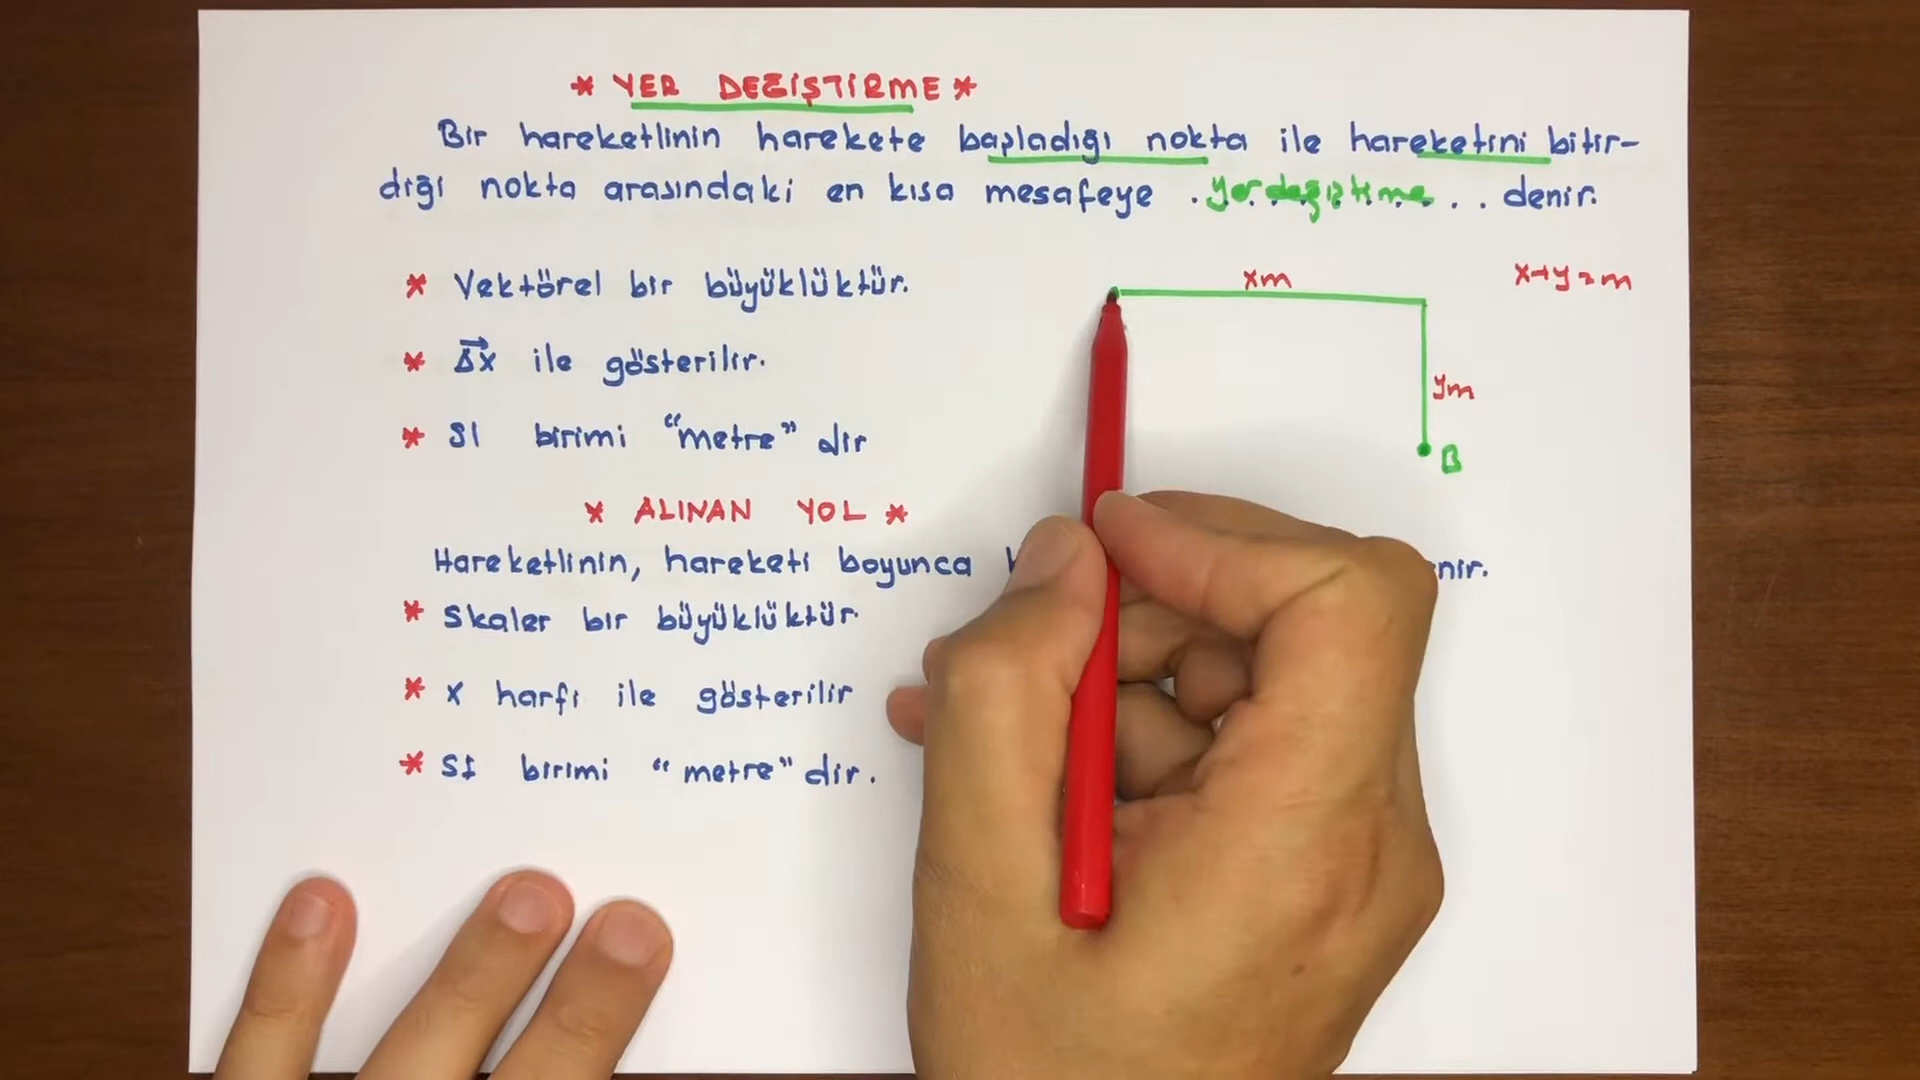 * YER DEĞİŞTİRME *
Bir hareketlinin harekete başladığı nokta ile hareketini bitir-
diği nokta arasındaki en kısa mesafeye .yerdeğiştirme.. denir.
* Vektörel bir büyüklüktür.
xm
x+y=m
* Δx ile gösterilir.
ym
* SI birimi "metre" dir
B
* ALINAN YOL *
Hareketlinin, hareketi boyunca
* Skaler bir büyüklüktür.
* x harfi ile gösterilir
* SI birimi "metre" dir.